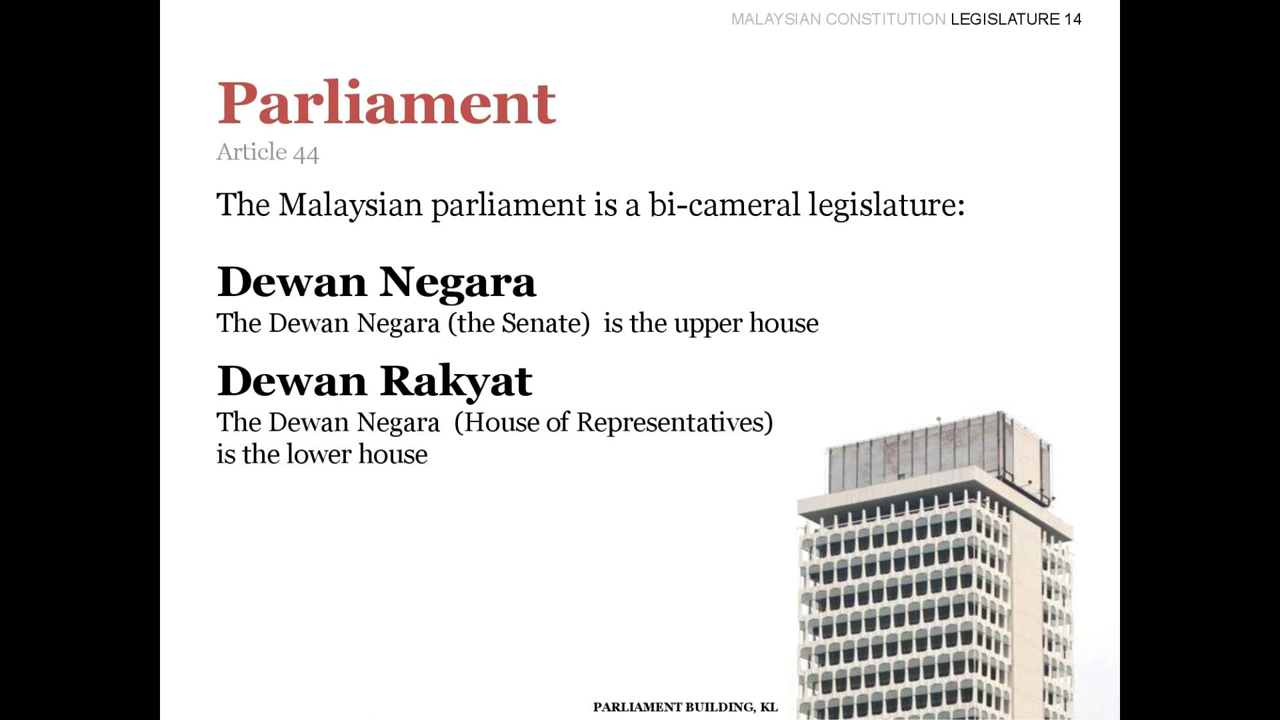 MALAYSIAN CONSTITUTION LEGISLATURE 14
Parliament
Article 44
The Malaysian parliament is a bi-cameral legislature:
Dewan Negara
The Dewan Negara (the Senate) is the upper house
Dewan Rakyat
The Dewan Negara (House of Representatives)
is the lower house
PARLIAMENT BUILDING, KL